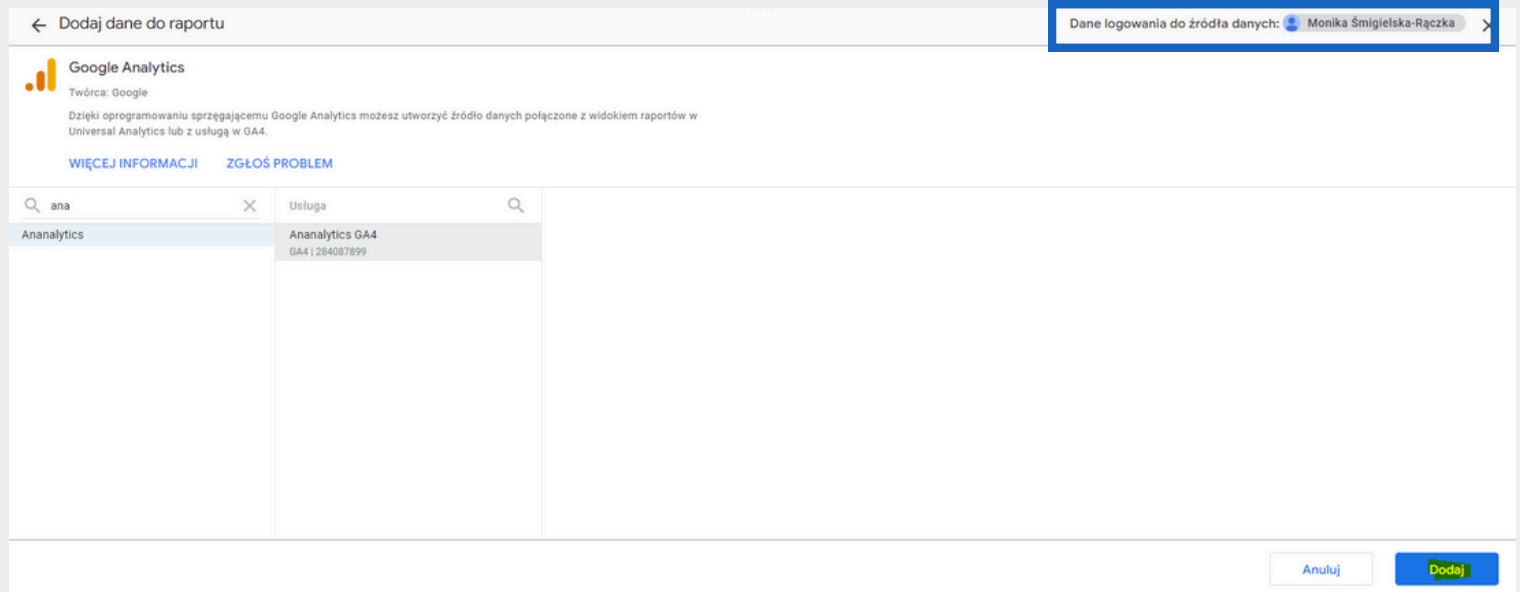 Dodaj dane do raportu
Dane logowania do źródła danych: Monika Śmigielska-Rączka
Google Analytics
Twórca: Google
Dzięki oprogramowaniu sprzęgającemu Google Analytics możesz utworzyć źródło danych połączone z widokiem raportów w
Universal Analytics lub z usługą w GA4.
WIĘCEJ INFORMACJI ZGŁOŚ PROBLEM
ana
Usługa
Ananalytics
Ananalytics GA4
GA4 | 284087899
Anuluj
Dodaj